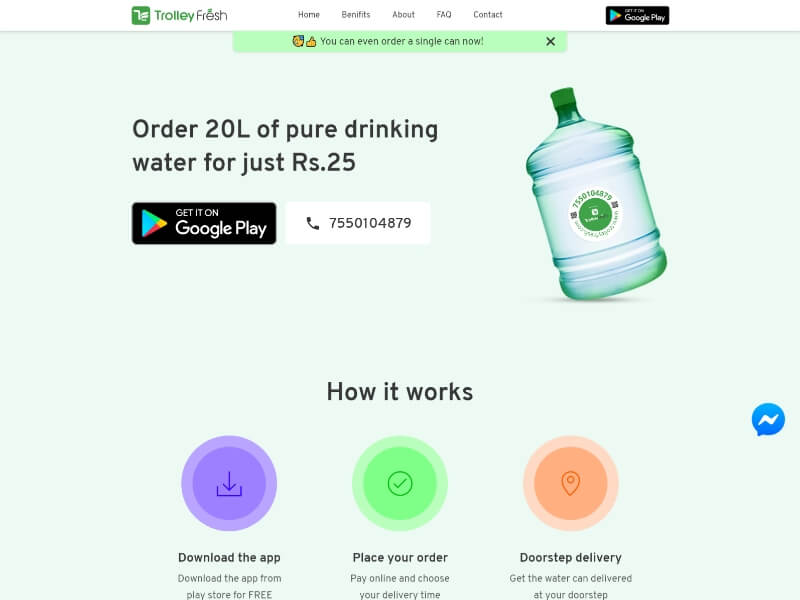 Trolley Fresh
Home Benifits About FAQ Contact
GET IT ON
Google Play
🥳👍 You can even order a single can now!
Order 20L of pure drinking
water for just Rs.25
GET IT ON
Google Play
7550104879
7550104879
How it works
Download the app
Download the app from
play store for FREE
Place your order
Pay online and choose
your delivery time
Doorstep delivery
Get the water can delivered
at your doorstep